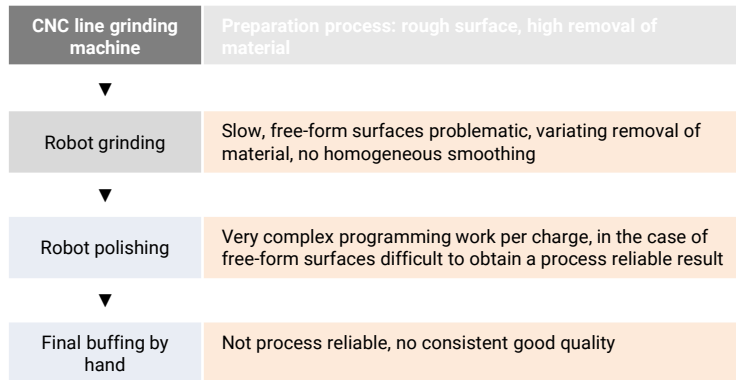 CNC line grinding
machine
Preparation process: rough surface, high removal of
material
▼
Robot grinding
Slow, free-form surfaces problematic, variating removal of
material, no homogeneous smoothing
▼
Robot polishing
Very complex programming work per charge, in the case of
free-form surfaces difficult to obtain a process reliable result
▼
Final buffing by
hand
Not process reliable, no consistent good quality